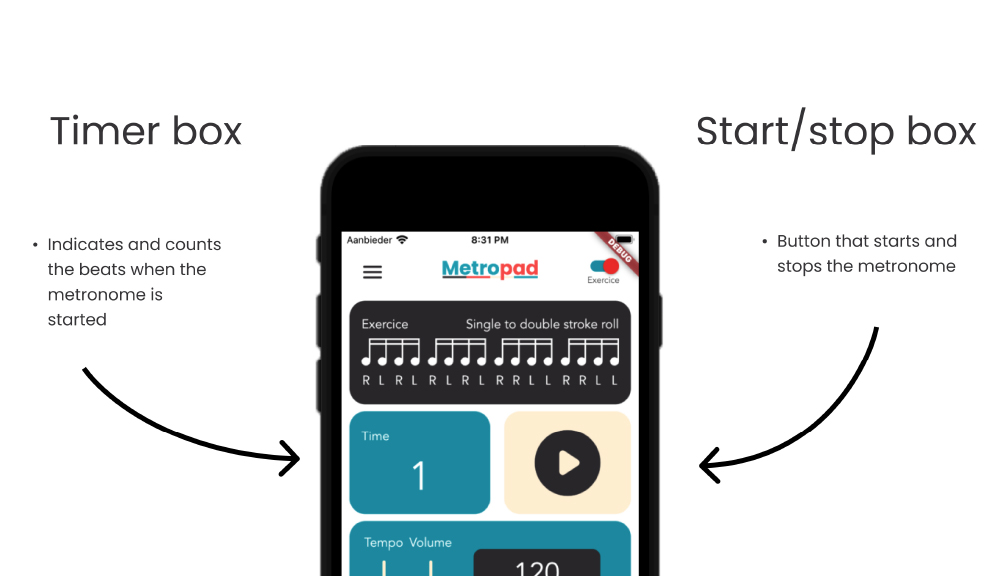 Timer box
Start/stop box
• Indicates and counts
the beats when the
metronome is
started
• Button that starts and
stops the metronome
Aanbieder
8:31 PM
DEBUG
Metropad
Exercice
Exercice
Single to double stroke roll
R L R L R L R L R R L L R R L L
Time
1
Tempo Volume
120